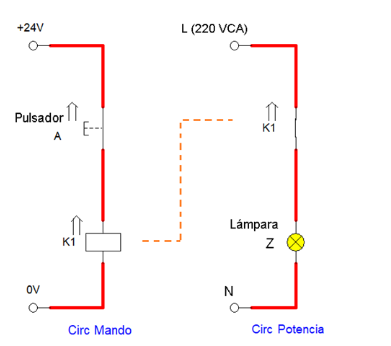 +24V
L (220 VCA)
Pulsador
A
K1
K1
Lámpara
Z
0V
N
Circ Mando
Circ Potencia